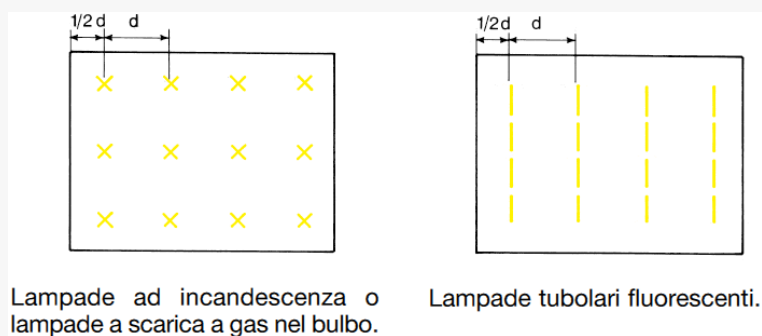 1/2 d d
1/2d d
Lampade ad incandescenza o
lampade a scarica a gas nel bulbo.
Lampade tubolari fluorescenti.